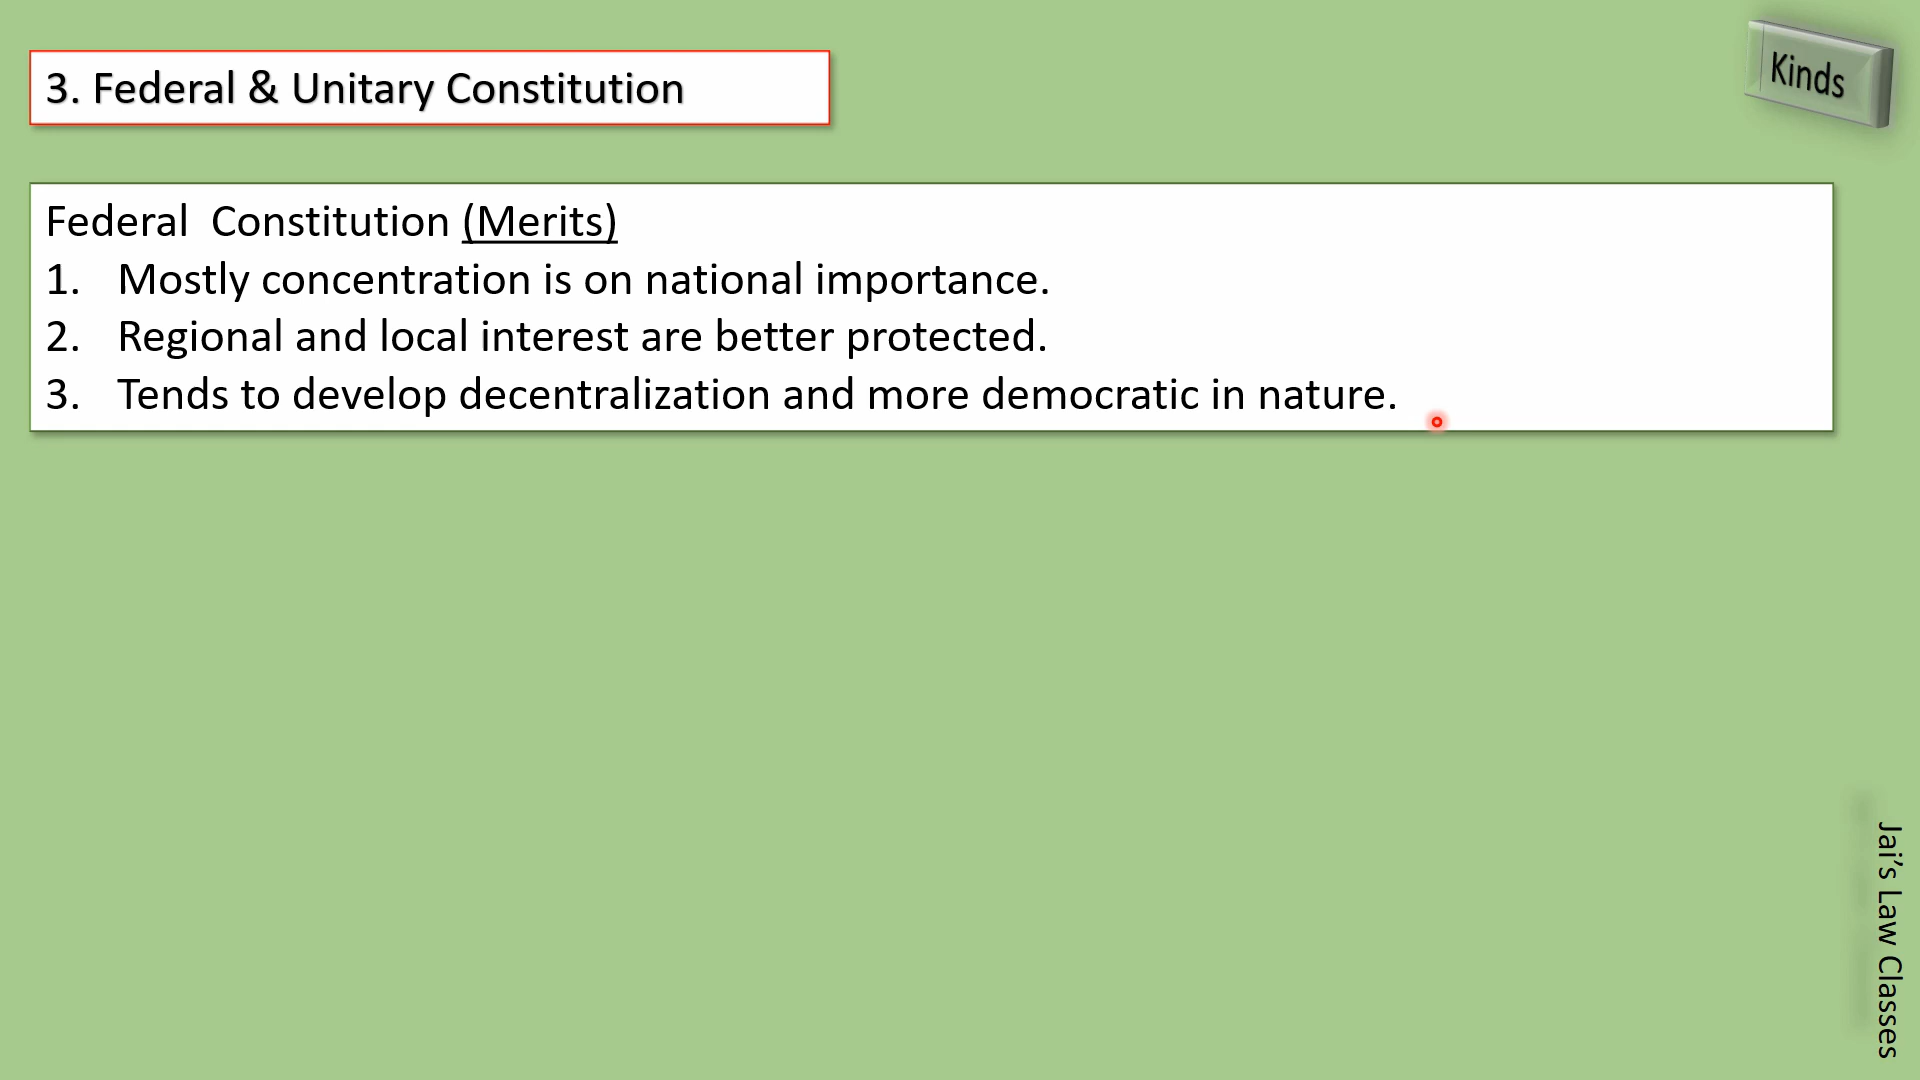 3. Federal & Unitary Constitution
Kinds
Federal  Constitution (Merits)
1. Mostly concentration is on national importance.
2. Regional and local interest are better protected.
3. Tends to develop decentralization and more democratic in nature.
Jai’s Law Classes